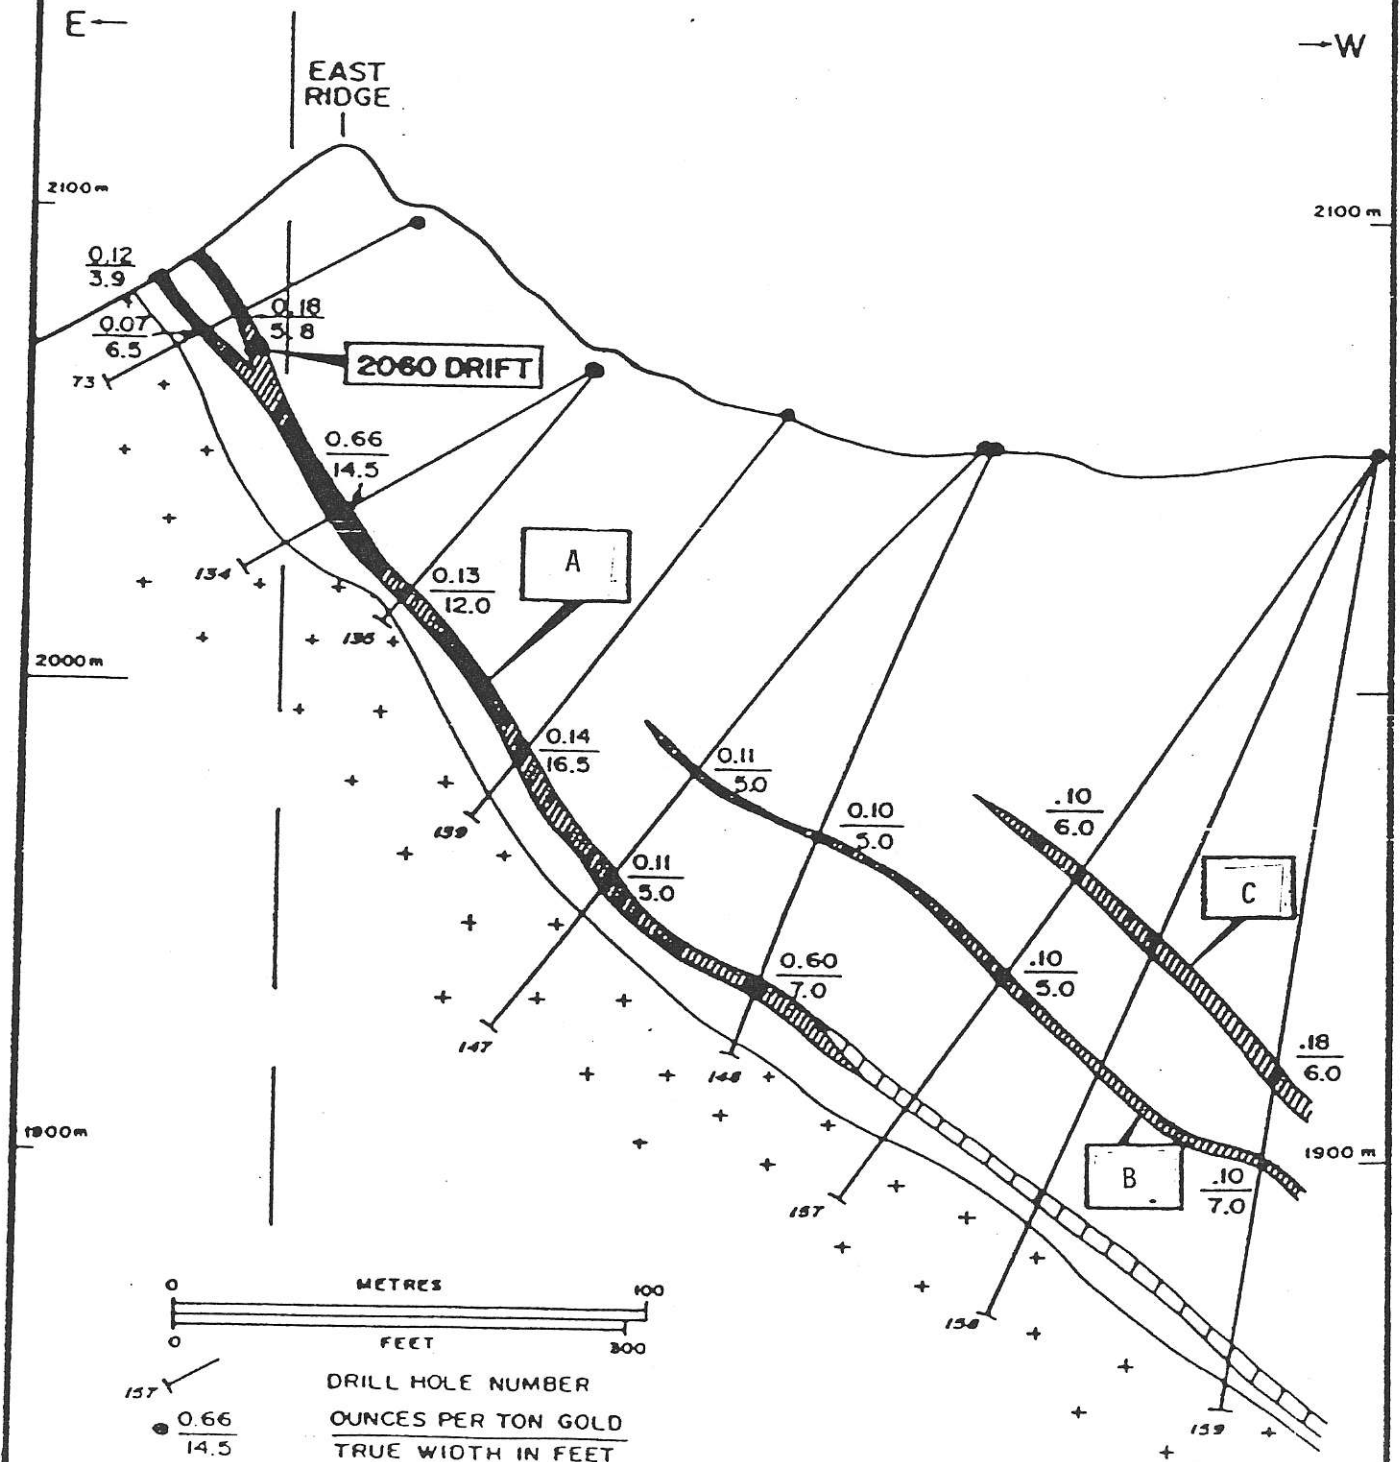 E
W
EAST
RIDGE
2100 m
2100 m
0.12
3.9
0.18
5.8
0.07
6.5
2060 DRIFT
73
0.66
14.5
A
134
0.13
12.0
136
2000 m
0.14
16.5
0.11
5.0
0.10
5.0
.10
6.0
139
0.11
5.0
C
0.60
7.0
.10
5.0
147
148
.18
6.0
1900 m
1900 m
B
.10
7.0
157
0 METRES 100
158
0 FEET 300
157 DRILL HOLE NUMBER
0.66 OUNCES PER TON GOLD
14.5 TRUE WIDTH IN FEET
159